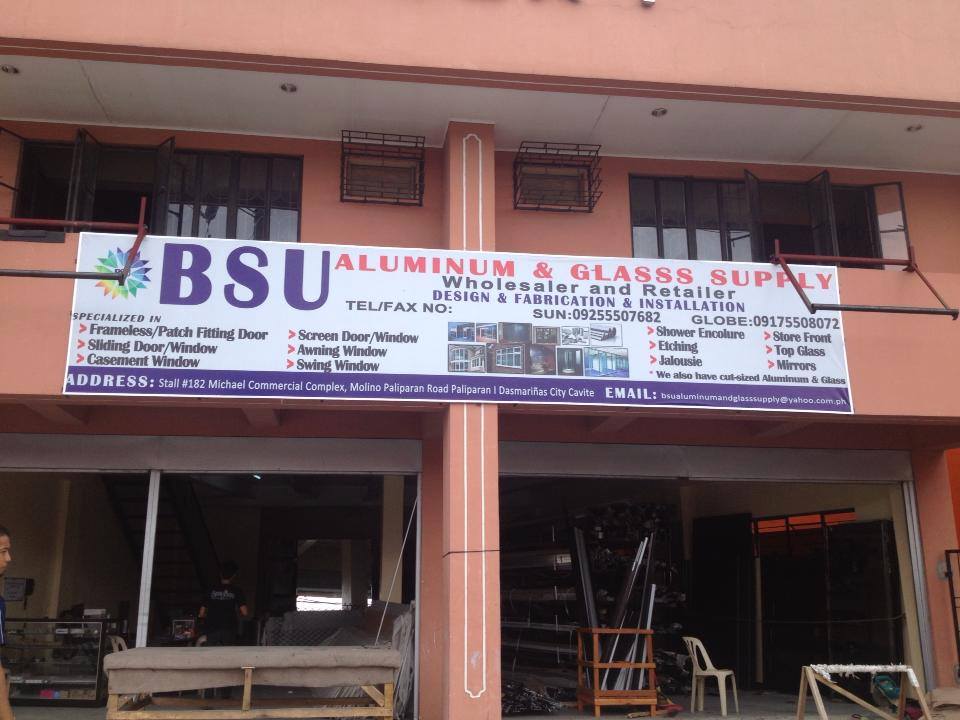 BSU ALUMINUM & GLASSS SUPPLY
Wholesaler and Retailer
DESIGN & FABRICATION & INSTALLATION
TEL/FAX NO: SUN:09255507682 GLOBE:09175508072
SPECIALIZED IN
> Frameless/Patch Fitting Door
> Sliding Door/Window
> Casement Window
> Screen Door/Window
> Awning Window
> Swing Window
> Shower Encolure
> Etching
> Jalousie
> Store Front
> Top Glass
> Mirrors
* We also have cut-sized Aluminum & Glass
ADDRESS: Stall #182 Michael Commercial Complex, Molino Paliparan Road Paliparan I Dasmariñas City Cavite EMAIL: bsualuminumandglasssupply@yahoo.com.ph